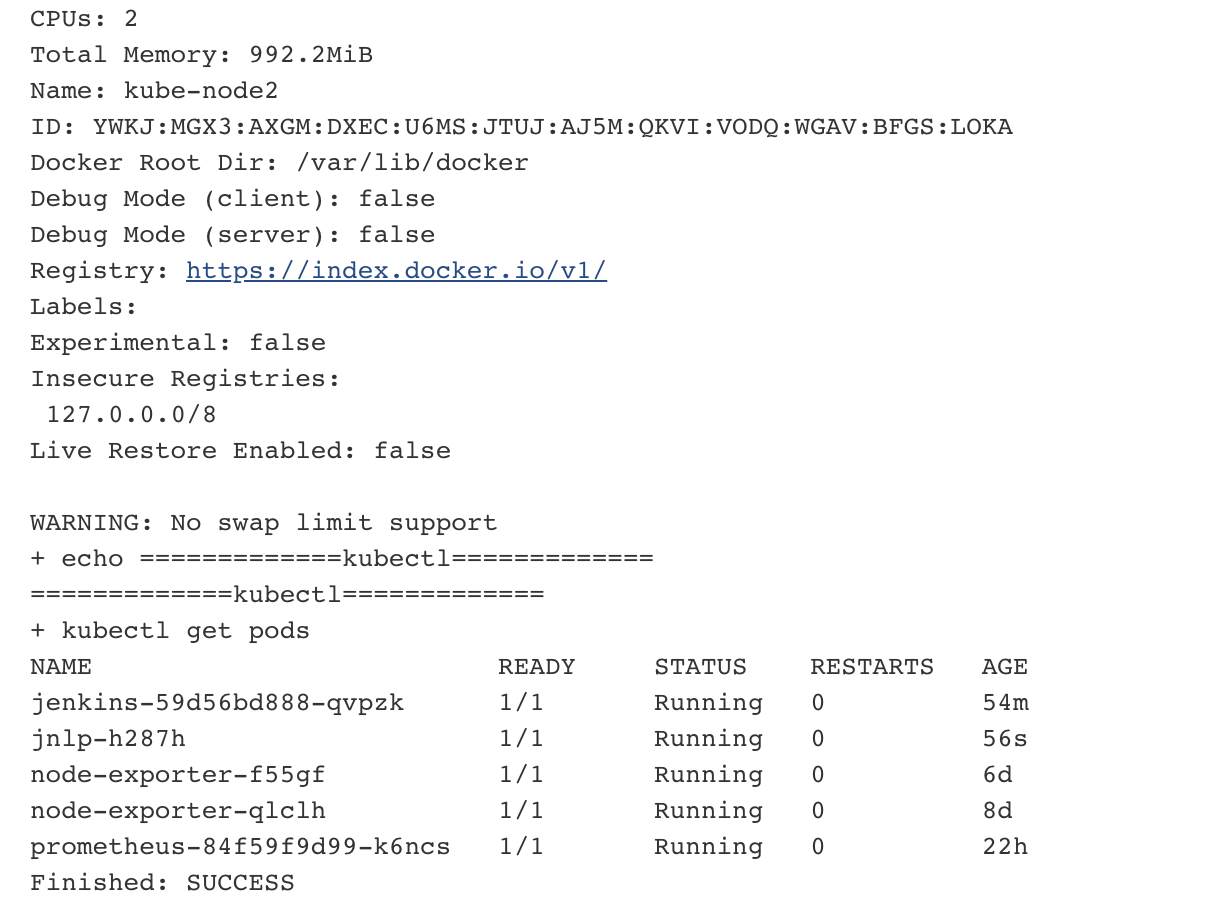 CPUs: 2
Total Memory: 992.2MiB
Name: kube-node2
ID: YWKJ:MGX3:AXGM:DXEC:U6MS:JTUJ:AJ5M:QKVI:VODQ:WGAV:BFGS:LOKA
Docker Root Dir: /var/lib/docker
Debug Mode (client): false
Debug Mode (server): false
Registry: https://index.docker.io/v1/
Labels:
Experimental: false
Insecure Registries:
 127.0.0.0/8
Live Restore Enabled: false

WARNING: No swap limit support
+ echo =============kubectl=============
=============kubectl=============
+ kubectl get pods
NAME                          READY     STATUS    RESTARTS   AGE
jenkins-59d56bd888-qvpzk      1/1       Running   0          54m
jnlp-h287h                    1/1       Running   0          56s
node-exporter-f55gf           1/1       Running   0          6d
node-exporter-qlclh           1/1       Running   0          8d
prometheus-84f59f9d99-k6ncs   1/1       Running   0          22h
Finished: SUCCESS